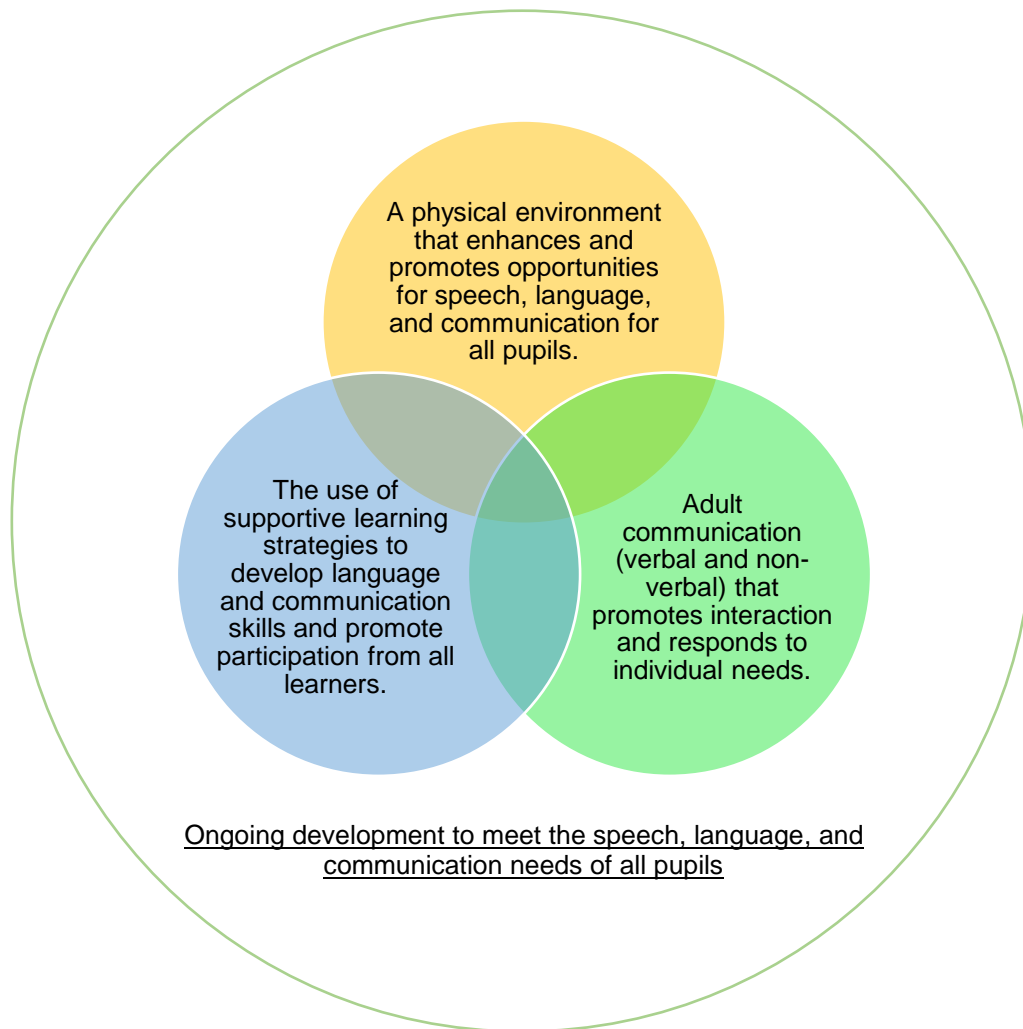 A physical environment
that enhances and
promotes opportunities
for speech, language,
and communication for
all pupils.
The use of
supportive learning
strategies to
develop language
and communication
skills and promote
participation from all
learners.
Adult
communication
(verbal and non-
verbal) that
promotes interaction
and responds to
individual needs.
Ongoing development to meet the speech, language, and
communication needs of all pupils